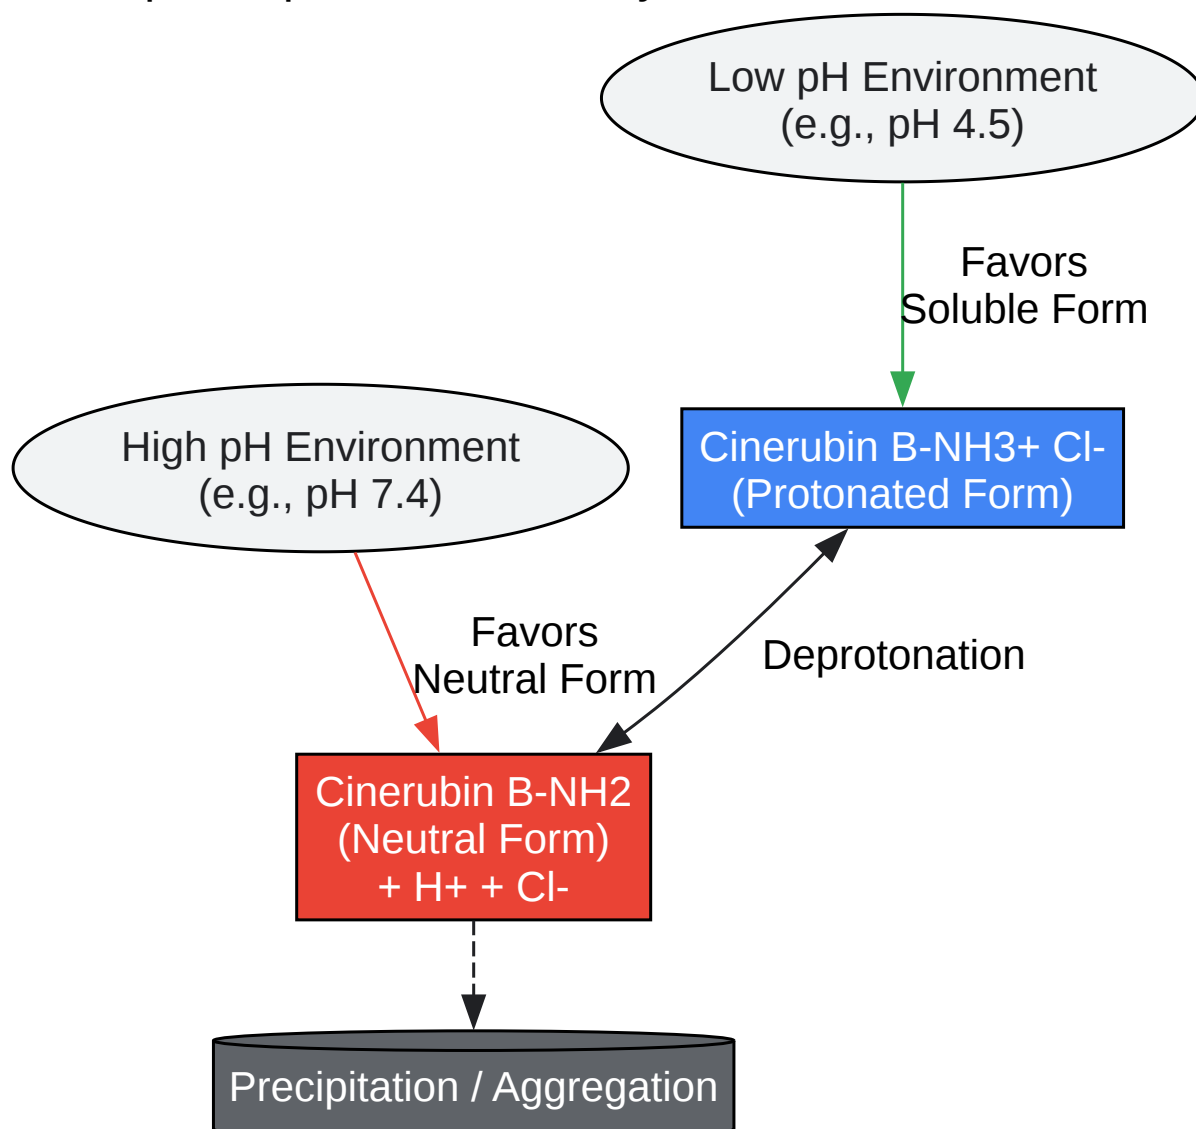 Low pH Environment
(e.g., pH 4.5)
Favors
Soluble Form
High pH Environment
(e.g., pH 7.4)
Cinerubin B-NH3+ Cl-
(Protonated Form)
Favors
Neutral Form
Deprotonation
Cinerubin B-NH2
(Neutral Form)
+ H+ + Cl-
Precipitation / Aggregation